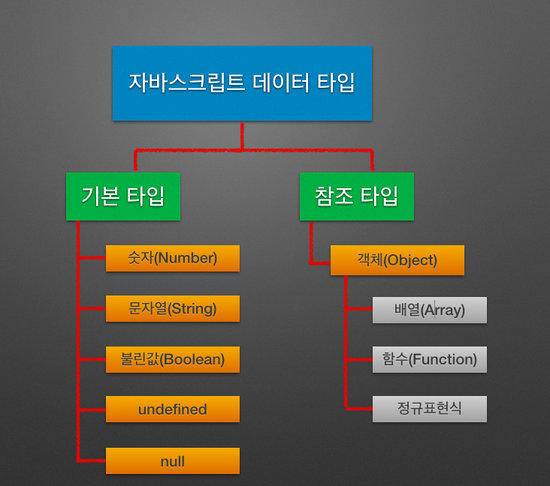 자바스크립트 데이터 타입
기본 타입
숫자(Number)
문자열(String)
불린값(Boolean)
undefined
null
참조 타입
객체(Object)
배열(Array)
함수(Function)
정규표현식